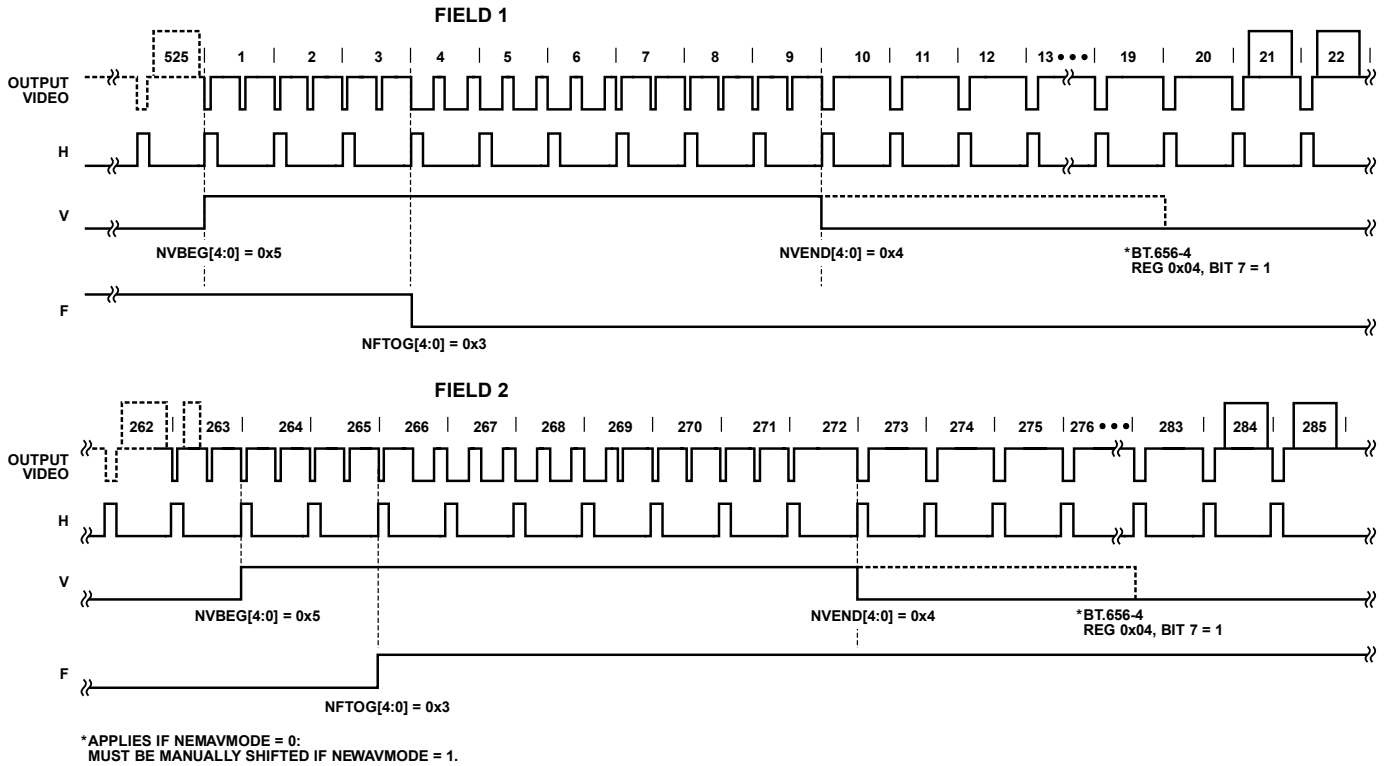 FIELD 1
525 1 2 3 4 5 6 7 8 9 10 11 12 13 ••• 19 20 21 22
OUTPUT
VIDEO
H
V
NVBEG[4:0] = 0x5
NVEND[4:0] = 0x4
*BT.656-4
REG 0x04, BIT 7 = 1
F
NFTOG[4:0] = 0x3
FIELD 2
262 263 264 265 266 267 268 269 270 271 272 273 274 275 276 ••• 283 284 285
OUTPUT
VIDEO
H
V
NVBEG[4:0] = 0x5
NVEND[4:0] = 0x4
*BT.656-4
REG 0x04, BIT 7 = 1
F
NFTOG[4:0] = 0x3
*APPLIES IF NEMAVMODE = 0:
MUST BE MANUALLY SHIFTED IF NEWAVMODE = 1.